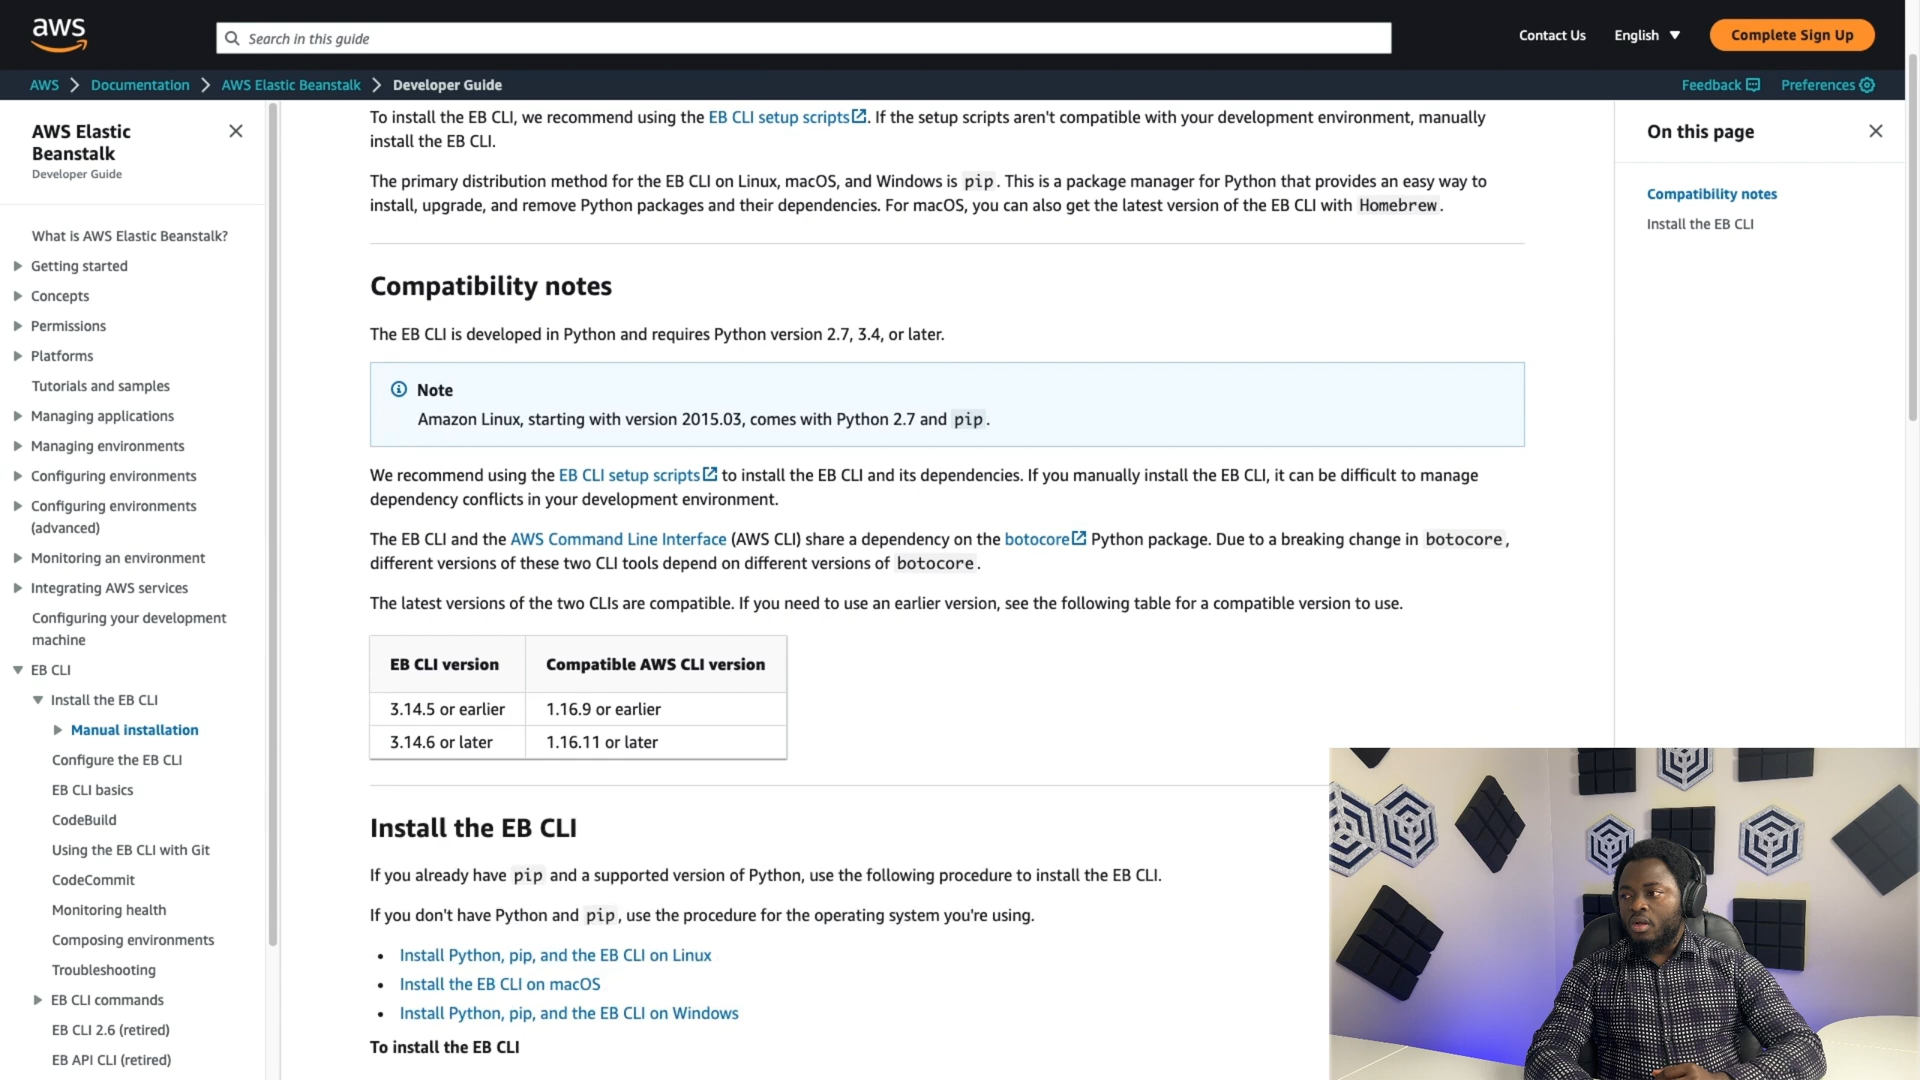 aws
Search in this guide
Contact Us
English
Complete Sign Up
AWS
Documentation
AWS Elastic Beanstalk
Developer Guide
Feedback
Preferences
AWS Elastic
Beanstalk
Developer Guide
What is AWS Elastic Beanstalk?
Getting started
Concepts
Permissions
Platforms
Tutorials and samples
Managing applications
Managing environments
Configuring environments
Configuring environments
(advanced)
Monitoring an environment
Integrating AWS services
Configuring your development
machine
EB CLI
Install the EB CLI
Manual installation
Configure the EB CLI
EB CLI basics
CodeBuild
Using the EB CLI with Git
CodeCommit
Monitoring health
Composing environments
Troubleshooting
EB CLI commands
EB CLI 2.6 (retired)
EB API CLI (retired)
To install the EB CLI, we recommend using the EB CLI setup scripts. If the setup scripts aren't compatible with your development environment, manually
install the EB CLI.
The primary distribution method for the EB CLI on Linux, macOS, and Windows is pip. This is a package manager for Python that provides an easy way to
install, upgrade, and remove Python packages and their dependencies. For macOS, you can also get the latest version of the EB CLI with Homebrew.
Compatibility notes
The EB CLI is developed in Python and requires Python version 2.7, 3.4, or later.
Note
Amazon Linux, starting with version 2015.03, comes with Python 2.7 and pip.
We recommend using the EB CLI setup scripts to install the EB CLI and its dependencies. If you manually install the EB CLI, it can be difficult to manage
dependency conflicts in your development environment.
The EB CLI and the AWS Command Line Interface (AWS CLI) share a dependency on the botocore Python package. Due to a breaking change in botocore,
different versions of these two CLI tools depend on different versions of botocore.
The latest versions of the two CLIs are compatible. If you need to use an earlier version, see the following table for a compatible version to use.
EB CLI version Compatible AWS CLI version
3.14.5 or earlier 1.16.9 or earlier
3.14.6 or later 1.16.11 or later
Install the EB CLI
If you already have pip and a supported version of Python, use the following procedure to install the EB CLI.
If you don't have Python and pip, use the procedure for the operating system you're using.
• Install Python, pip, and the EB CLI on Linux
• Install the EB CLI on macOS
• Install Python, pip, and the EB CLI on Windows
To install the EB CLI
On this page
Compatibility notes
Install the EB CLI